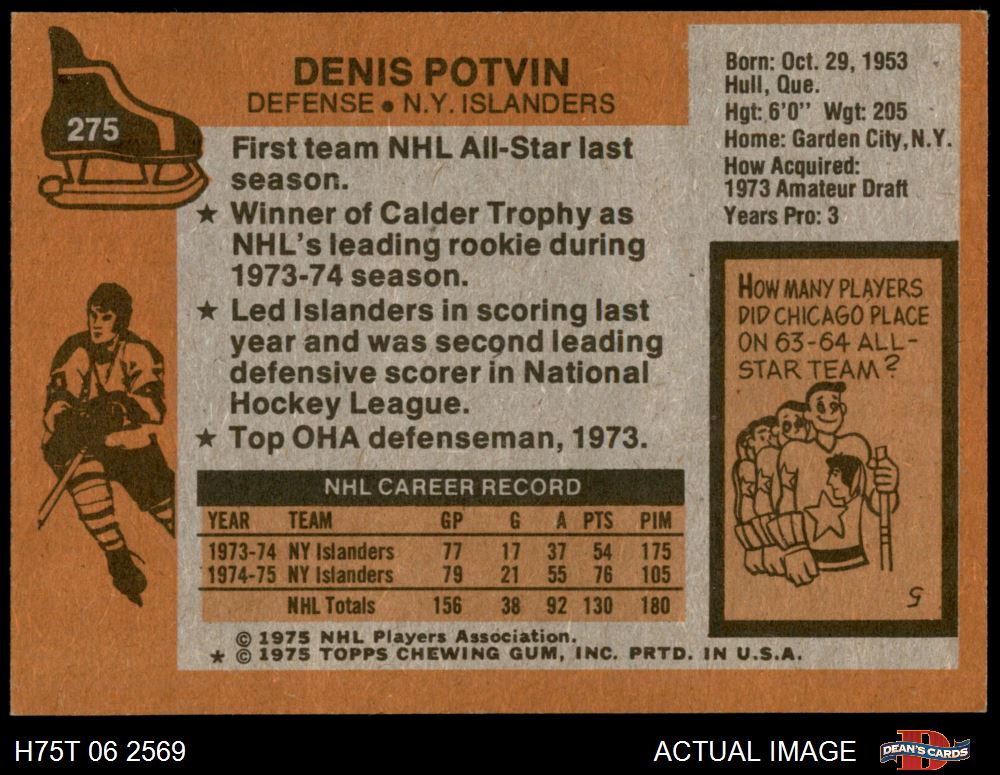 275
DENIS POTVIN
DEFENSE • N.Y. ISLANDERS
First team NHL All-Star last
season.
★ Winner of Calder Trophy as
NHL's leading rookie during
1973-74 season.
★ Led Islanders in scoring last
year and was second leading
defensive scorer in National
Hockey League.
★ Top OHA defenseman, 1973.
NHL CAREER RECORD
YEAR TEAM GP G A PTS PIM
1973-74 NY Islanders 77 17 37 54 175
1974-75 NY Islanders 79 21 55 76 105
NHL Totals 156 38 92 130 180
© 1975 NHL Players Association.
★ © 1975 TOPPS CHEWING GUM, INC. PRTD. IN U.S.A.
Born: Oct. 29, 1953
Hull, Que.
Hgt: 6'0" Wgt: 205
Home: Garden City, N.Y.
How Acquired:
1973 Amateur Draft
Years Pro: 3
HOW MANY PLAYERS
DID CHICAGO PLACE
ON 63-64 ALL-
STAR TEAM?
5
H75T 06 2569
ACTUAL IMAGE
DEAN'S CARDS